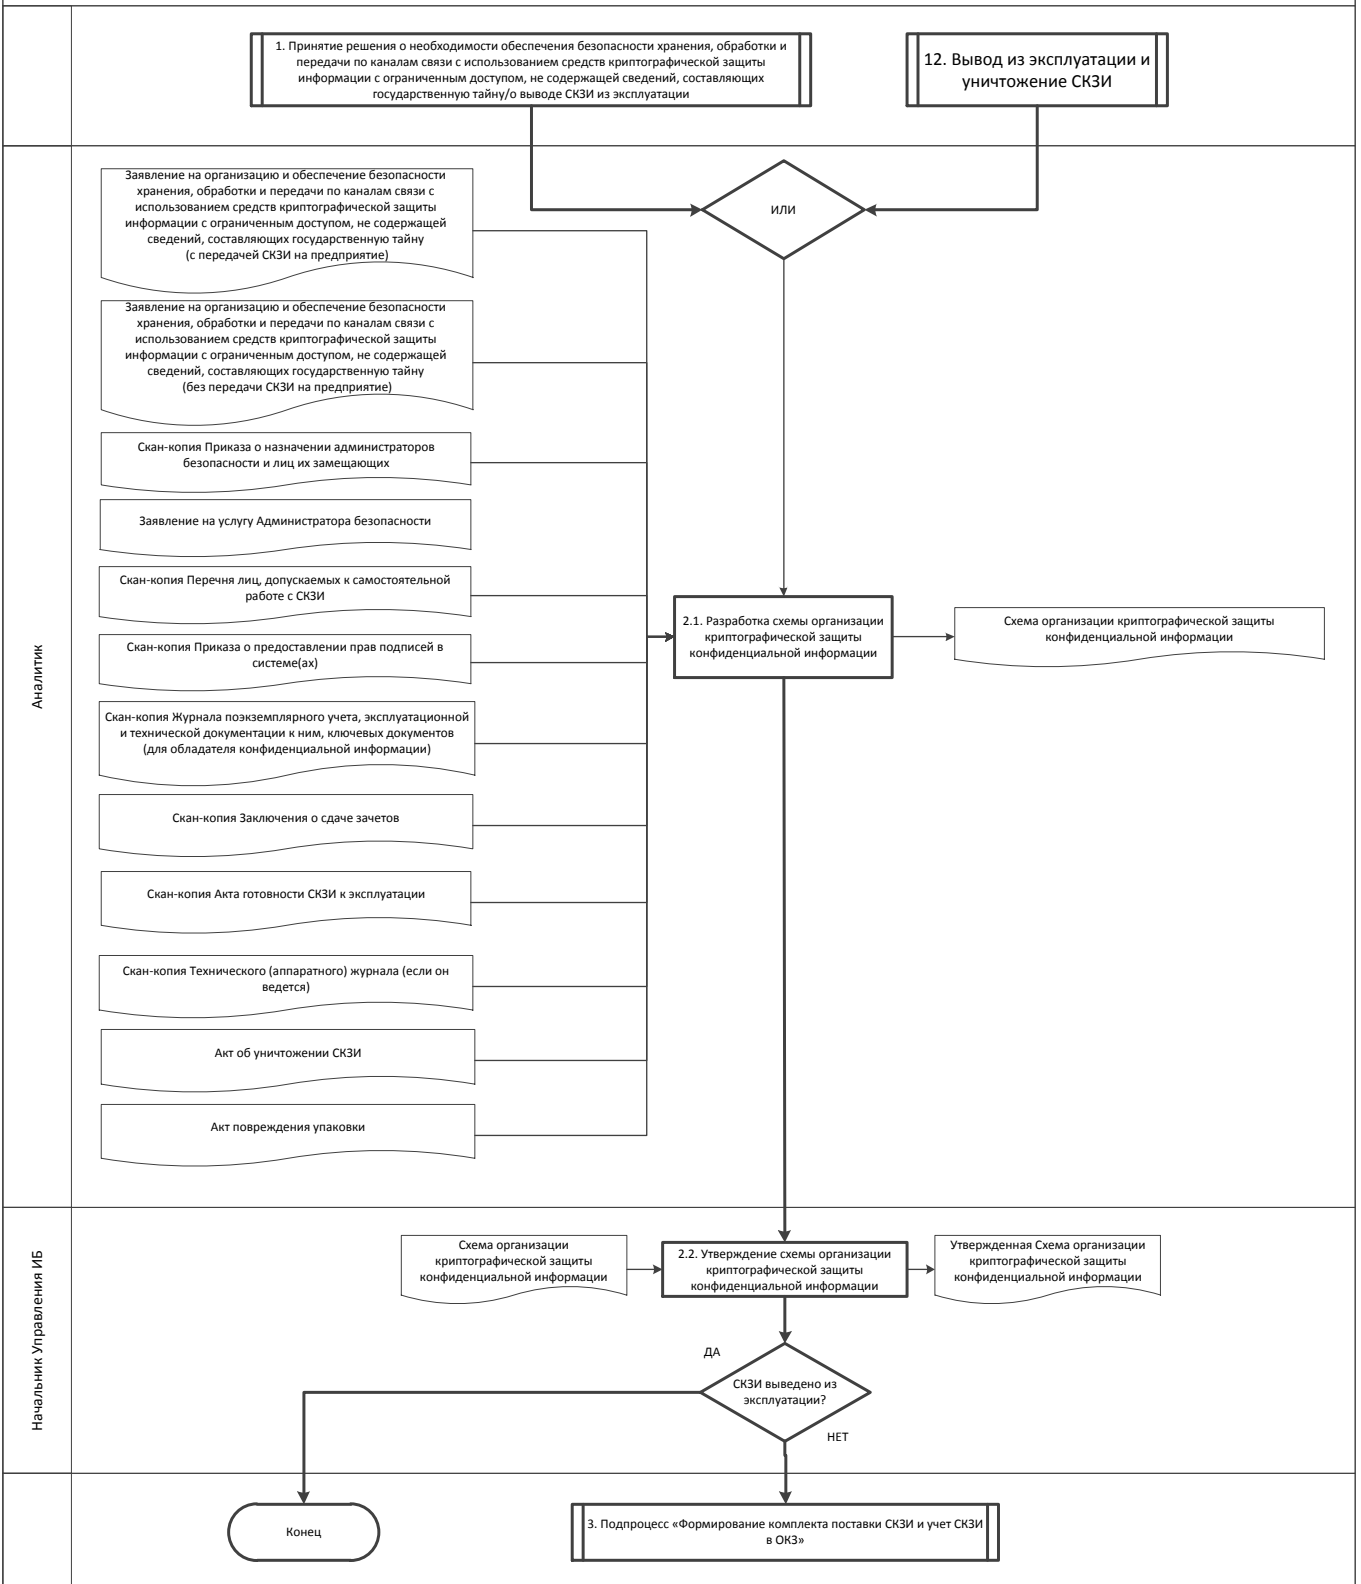 1. Принятие решения о необходимости обеспечения безопасности хранения, обработки и
передачи по каналам связи с использованием средств криптографической защиты
информации с ограниченным доступом, не содержащей сведений, составляющих
государственную тайну/о выводе СКЗИ из эксплуатации
12. Вывод из эксплуатации и
уничтожение СКЗИ
Аналитик
Заявление на организацию и обеспечение безопасности
хранения, обработки и передачи по каналам связи с
использованием средств криптографической защиты
информации с ограниченным доступом, не содержащей
сведений, составляющих государственную тайну
(с передачей СКЗИ на предприятие)
ИЛИ
Заявление на организацию и обеспечение безопасности
хранения, обработки и передачи по каналам связи с
использованием средств криптографической защиты
информации с ограниченным доступом, не содержащей
сведений, составляющих государственную тайну
(без передачи СКЗИ на предприятие)
Скан-копия Приказа о назначении администраторов
безопасности и лиц их замещающих
Заявление на услугу Администратора безопасности
Скан-копия Перечня лиц, допускаемых к самостоятельной
работе с СКЗИ
Скан-копия Приказа о предоставлении прав подписей в
системе(ах)
2.1. Разработка схемы организации
криптографической защиты
конфиденциальной информации
Схема организации криптографической защиты
конфиденциальной информации
Скан-копия Журнала поэкземплярного учета, эксплуатационной
и технической документации к ним, ключевых документов
(для обладателя конфиденциальной информации)
Скан-копия Заключения о сдаче зачетов
Скан-копия Акта готовности СКЗИ к эксплуатации
Скан-копия Технического (аппаратного) журнала (если он
ведется)
Акт об уничтожении СКЗИ
Акт повреждения упаковки
Начальник Управления ИБ
Схема организации
криптографической защиты
конфиденциальной информации
2.2. Утверждение схемы организации
криптографической защиты
конфиденциальной информации
Утвержденная Схема организации
криптографической защиты
конфиденциальной информации
ДА
СКЗИ выведено из
эксплуатации?
НЕТ
Конец
3. Подпроцесс «Формирование комплекта поставки СКЗИ и учет СКЗИ
в ОКЗ»